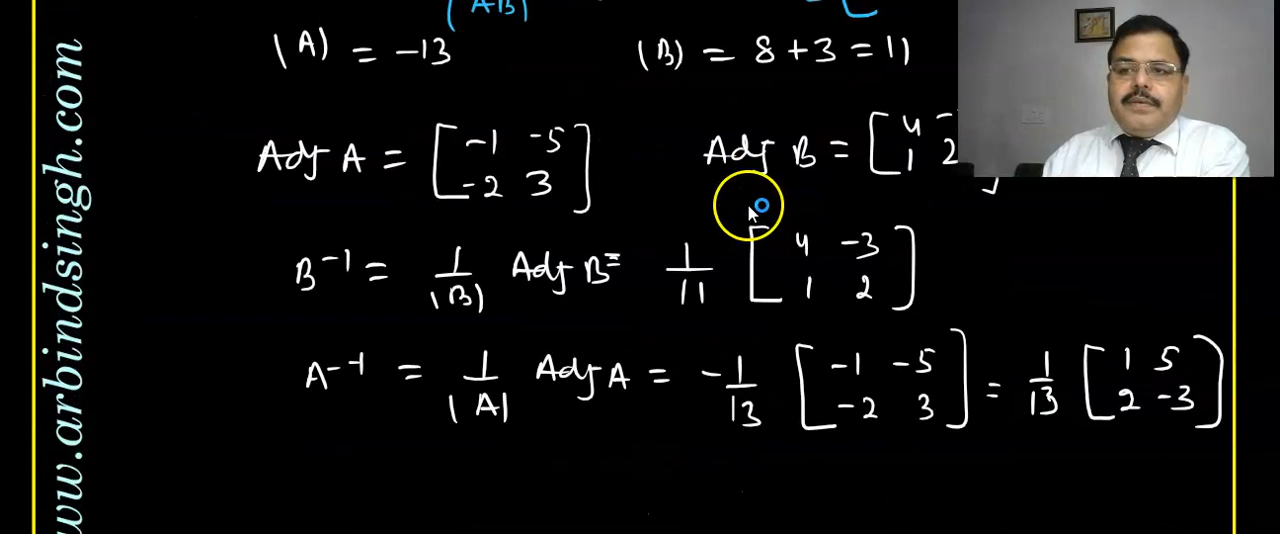 (AB)
|A| = -13 |B| = 8 + 3 = 11
Adj A = [-1 -5
-2 3] Adj B = [4 -
1 2
B⁻¹ = 1/|B| Adj B = 1/11 [4 -3
1 2]
A⁻¹ = 1/|A| Adj A = -1/13 [-1 -5
-2 3] = 1/13 [1 5
2 -3]
ww.arbindsingh.com